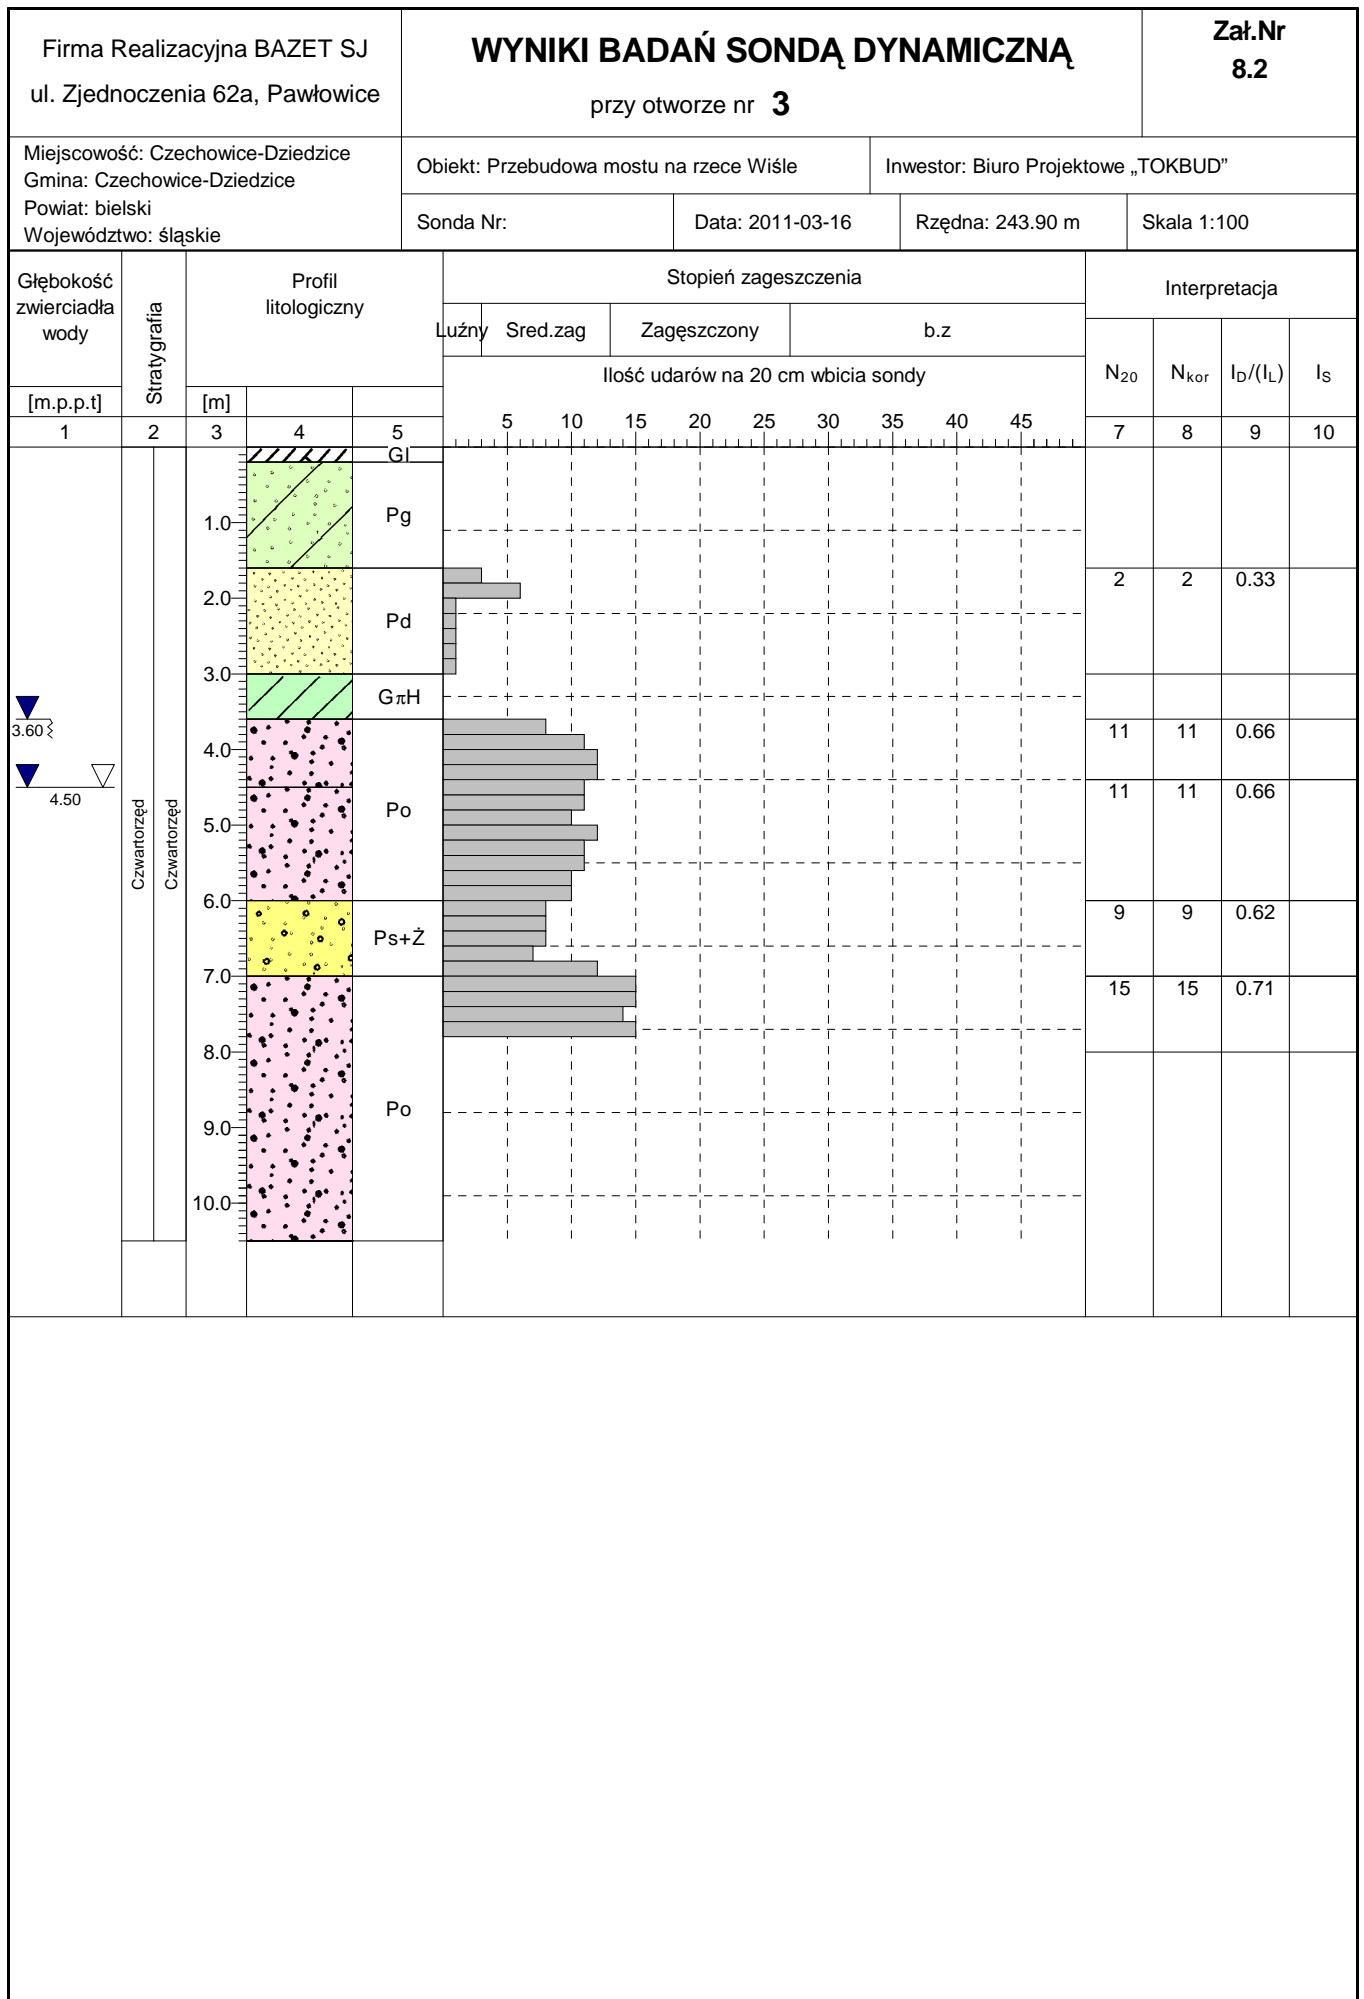 Firma Realizacyjna BAZET SJ
ul. Zjednoczenia 62a, Pawłowice
WYNIKI BADAŃ SONDĄ DYNAMICZNĄ
przy otworze nr 3
Zał.Nr
8.2
Miejscowość: Czechowice-Dziedzice
Gmina: Czechowice-Dziedzice
Powiat: bielski
Województwo: śląskie
Obiekt: Przebudowa mostu na rzece Wiśle
Inwestor: Biuro Projektowe „TOKBUD”
Sonda Nr:
Data: 2011-03-16
Rzędna: 243.90 m
Skala 1:100
Głębokość
zwierciadła
wody
[m.p.p.t]
Stratygrafia
Profil
litologiczny
[m]
Stopień zageszczenia
Luźny Sred.zag Zagęszczony b.z
Ilość udarów na 20 cm wbicia sondy
5 10 15 20 25 30 35 40 45
Interpretacja
N20 Nkor ID/(IL) IS
1 2 3 4 5 7 8 9 10
Gl
Pg
1.0
2 2 0.33
2.0
Pd
3.0
GπH
3.60
11 11 0.66
4.0
4.50
11 11 0.66
Po
5.0
Czwartorzęd
Czwartorzęd
6.0
9 9 0.62
Ps+Ż
7.0
15 15 0.71
8.0
Po
9.0
10.0